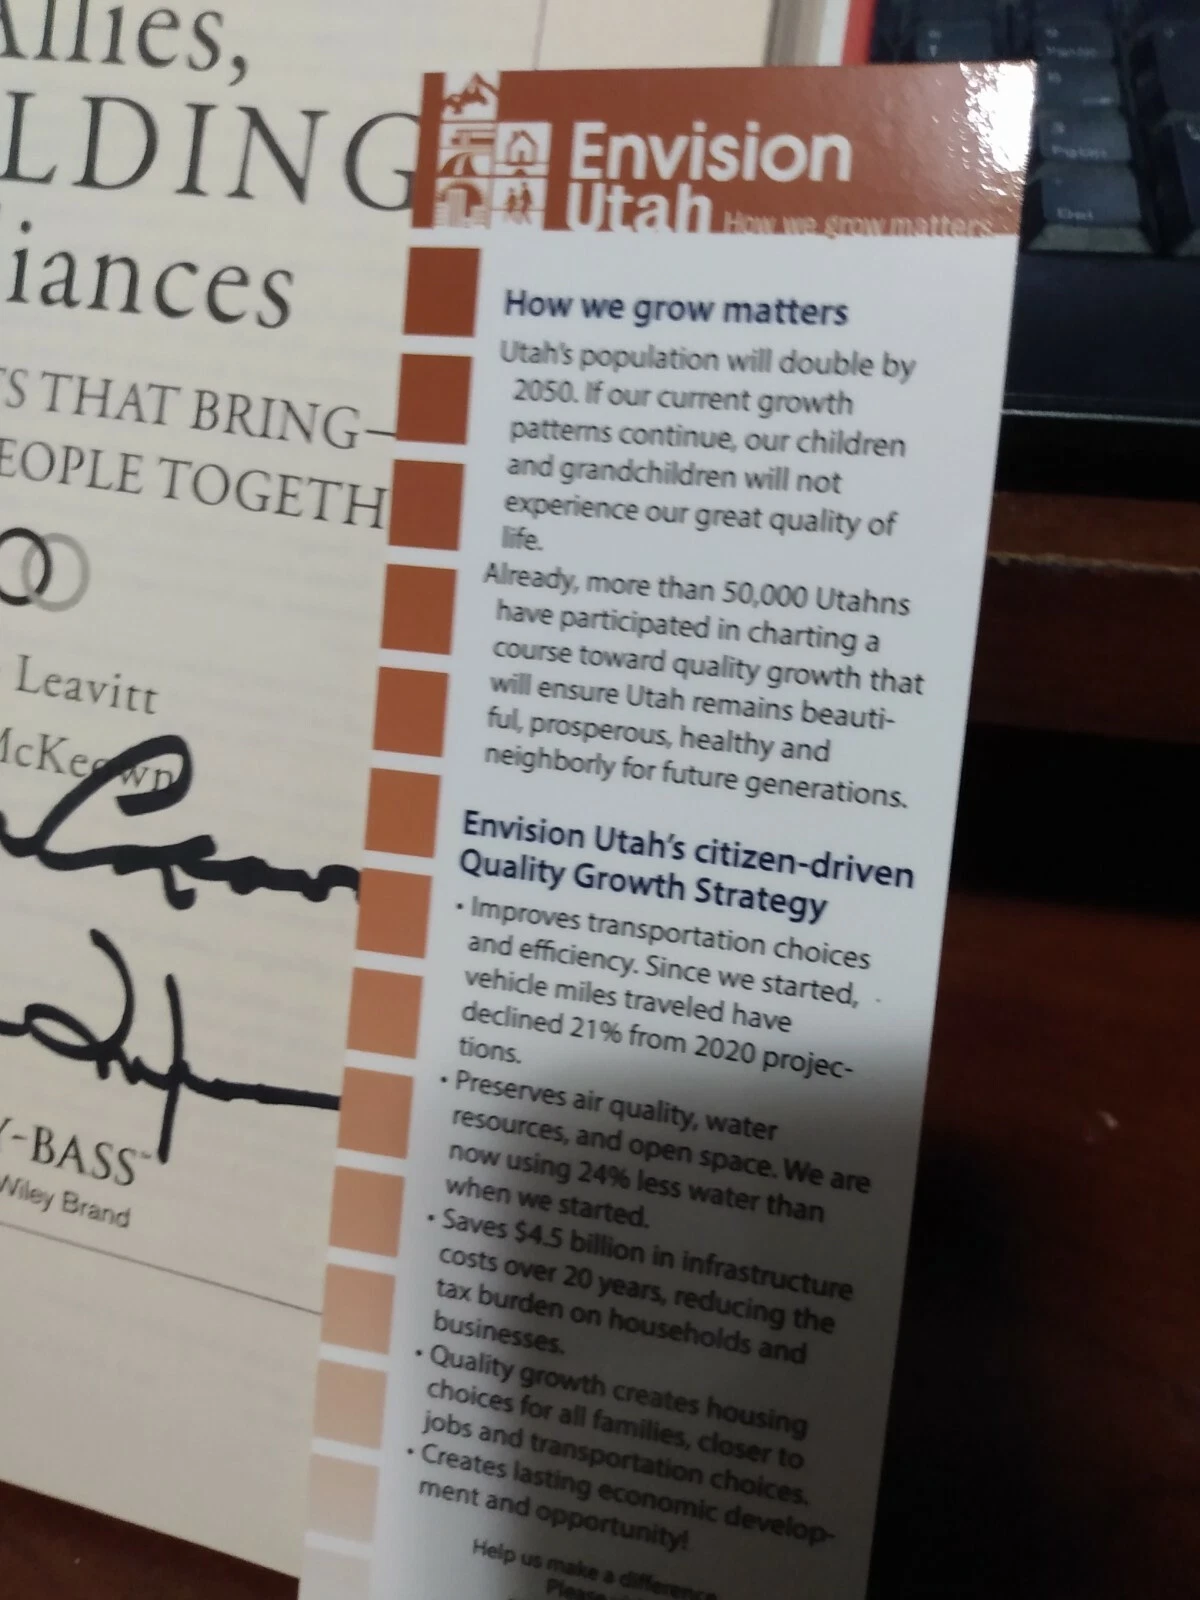 Allies,
LDING
iances
TS THAT BRING—
EOPLE TOGETH
Leavitt
McKeown
Y-BASS™
Wiley Brand
Envision
Utah How we grow matters.
How we grow matters
Utah's population will double by
2050. If our current growth
patterns continue, our children
and grandchildren will not
experience our great quality of
life.
Already, more than 50,000 Utahns
have participated in charting a
course toward quality growth that
will ensure Utah remains beauti-
ful, prosperous, healthy and
neighborly for future generations.
Envision Utah's citizen-driven
Quality Growth Strategy
• Improves transportation choices
and efficiency. Since we started,
vehicle miles traveled have
declined 21% from 2020 projec-
tions.
• Preserves air quality, water
resources, and open space. We are
now using 24% less water than
when we started.
• Saves $4.5 billion in infrastructure
costs over 20 years, reducing the
tax burden on households and
businesses.
• Quality growth creates housing
choices for all families, closer to
jobs and transportation choices.
• Creates lasting economic develop-
ment and opportunity!
Help us make a difference
Please
End